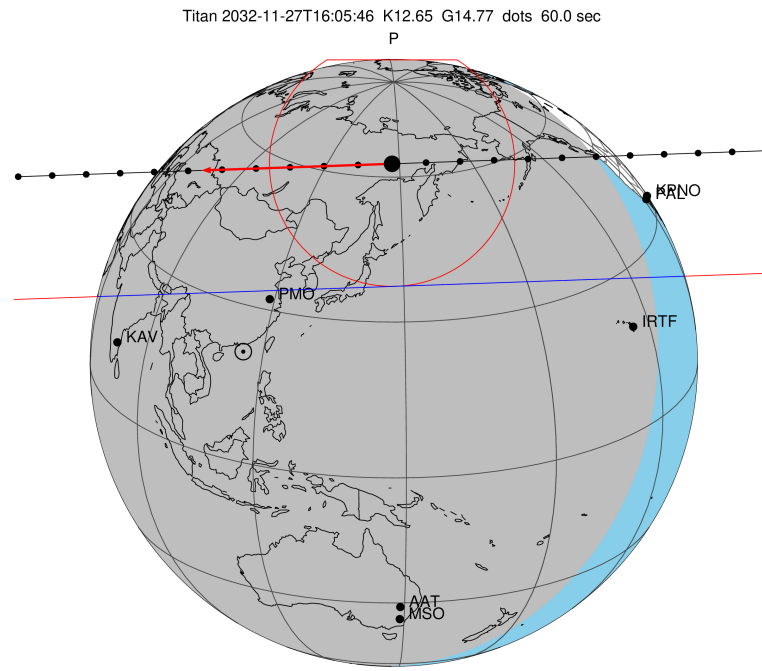 Titan 2032-11-27T16:05:46 K12.65 G14.77 dots 60.0 sec
P
KPNO
PAL
PMO
IRTF
KAV
AAT
MSO